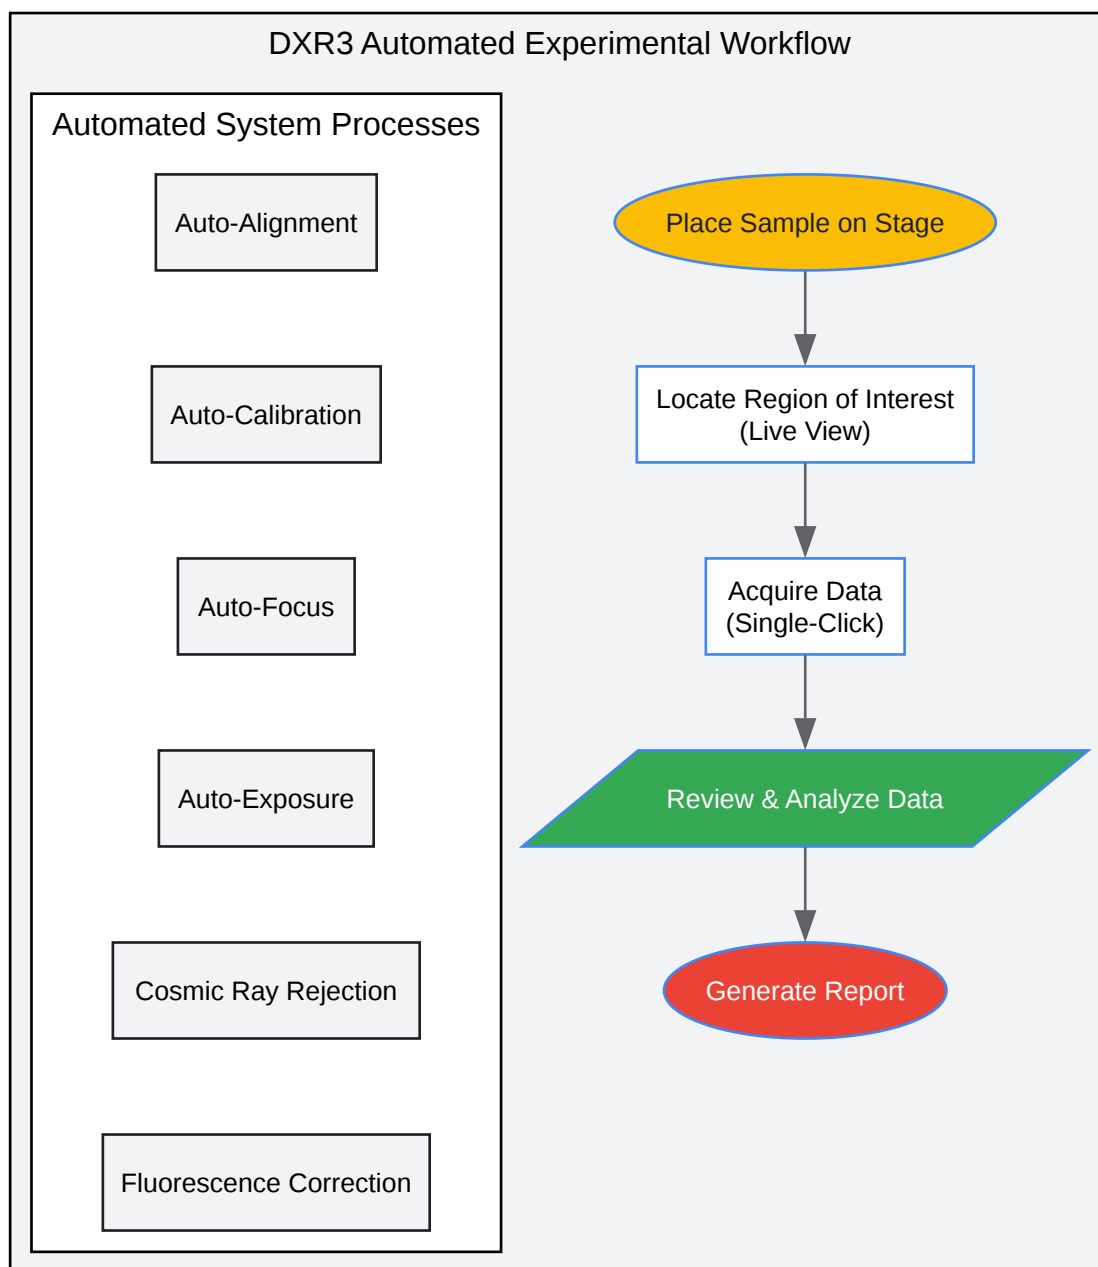 DXR3 Automated Experimental Workflow
Automated System Processes
Auto-Alignment
Auto-Calibration
Auto-Focus
Auto-Exposure
Cosmic Ray Rejection
Fluorescence Correction
Place Sample on Stage
Locate Region of Interest
(Live View)
Acquire Data
(Single-Click)
Review & Analyze Data
Generate Report